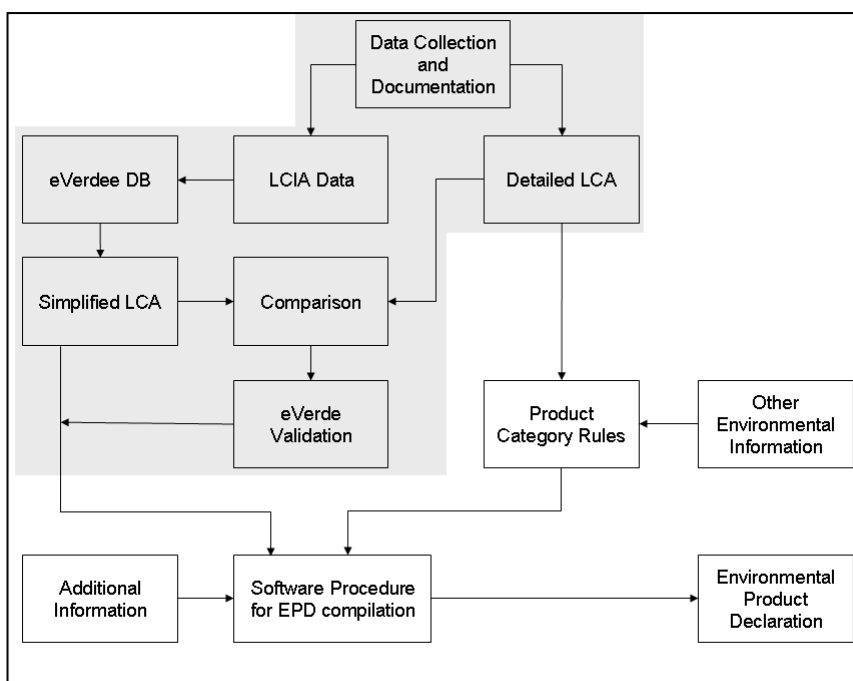 Data Collection
and
Documentation
eVerdee DB
LCIA Data
Detailed LCA
Simplified LCA
Comparison
eVerde
Validation
Product
Category Rules
Other
Environmental
Information
Additional
Information
Software Procedure
for EPD compilation
Environmental
Product
Declaration